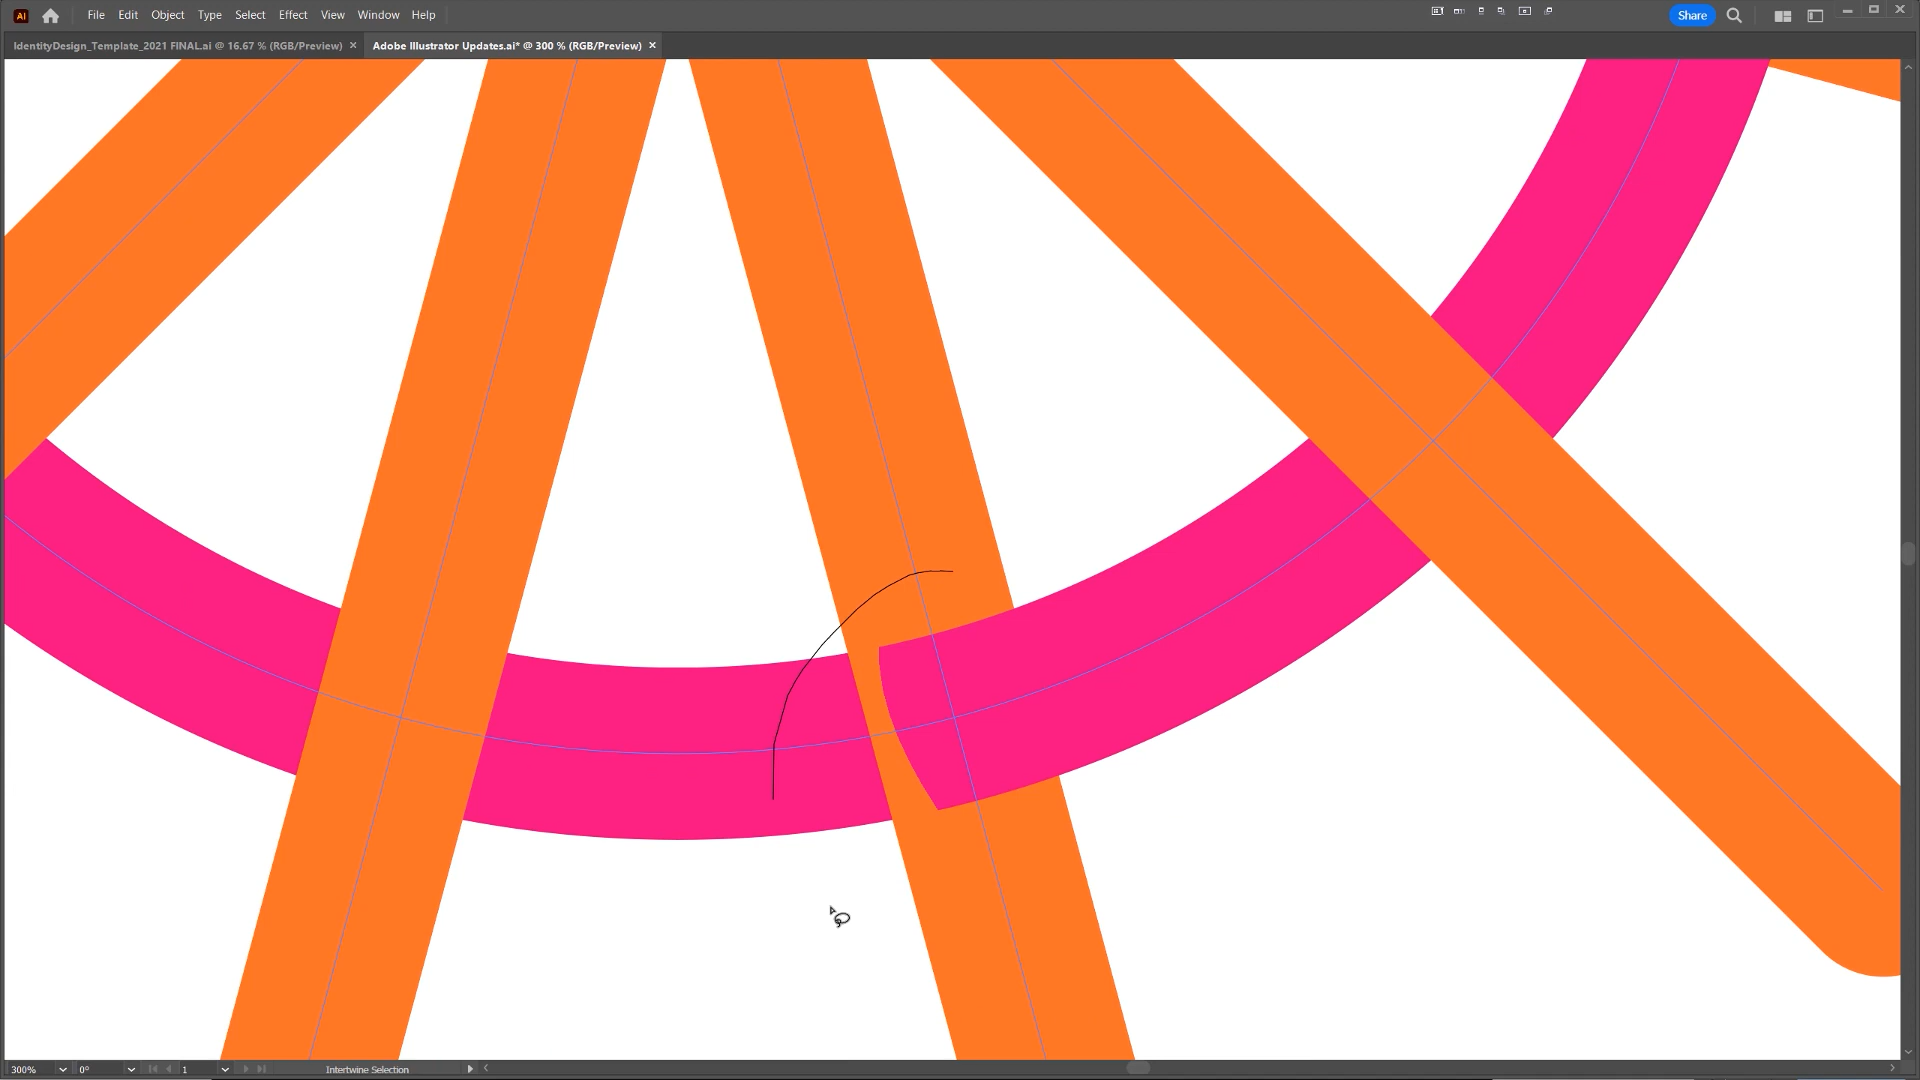 Ai File Edit Object Type Select Effect View Window Help Share
IdentityDesign_Template_2021 FINAL.ai @ 16.67 % (RGB/Preview) × Adobe Illustrator Updates.ai* @ 300 % (RGB/Preview) ×
300% 0° 1 Intertwine Selection